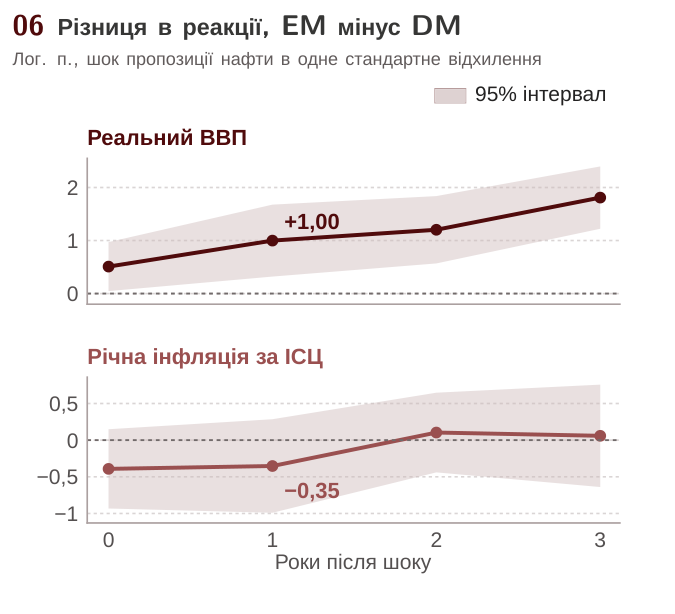 06 Різниця в реакції, EM мінус DM
Лог. п., шок пропозиції нафти в одне стандартне відхилення
95% інтервал
Реальний ВВП
2
+1,00
1
0
Річна інфляція за ІСЦ
0,5
0
−0,5
−0,35
−1
0 1 2 3
Роки після шоку